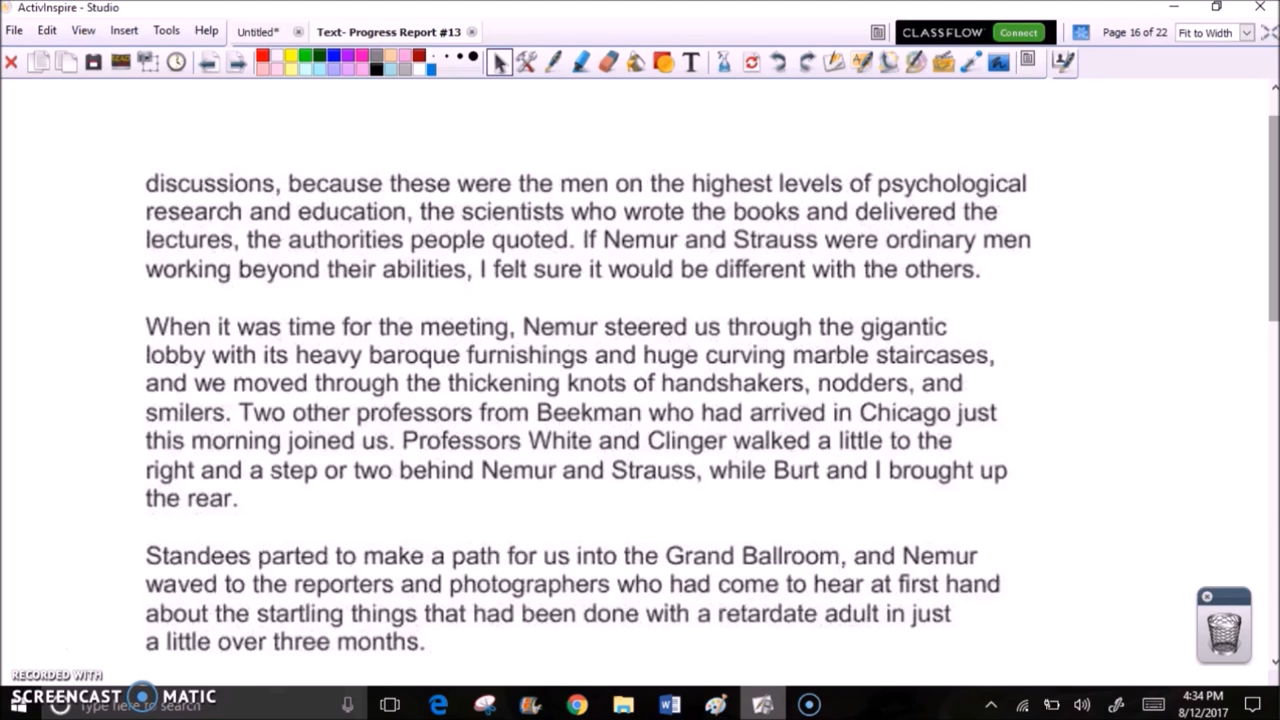 ActivInspire - Studio
File Edit View Insert Tools Help Untitled* Text- Progress Report #13 CLASSFLOW Connect Page 16 of 22 Fit to Width
discussions, because these were the men on the highest levels of psychological
research and education, the scientists who wrote the books and delivered the
lectures, the authorities people quoted. If Nemur and Strauss were ordinary men
working beyond their abilities, I felt sure it would be different with the others.
When it was time for the meeting, Nemur steered us through the gigantic
lobby with its heavy baroque furnishings and huge curving marble staircases,
and we moved through the thickening knots of handshakers, nodders, and
smilers. Two other professors from Beekman who had arrived in Chicago just
this morning joined us. Professors White and Clinger walked a little to the
right and a step or two behind Nemur and Strauss, while Burt and I brought up
the rear.
Standees parted to make a path for us into the Grand Ballroom, and Nemur
waved to the reporters and photographers who had come to hear at first hand
about the startling things that had been done with a retardate adult in just
a little over three months.
RECORDED WITH
SCREENCAST MATIC
Type here to search
4:34 PM
8/12/2017